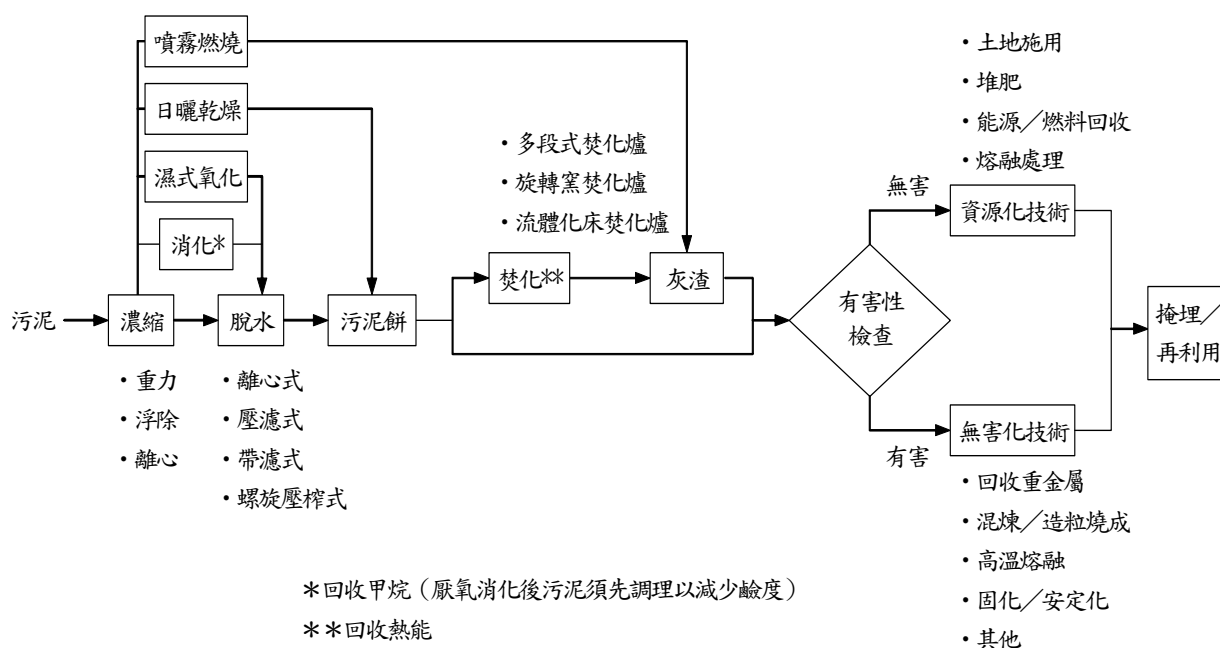 噴霧燃燒
日曬乾燥
濕式氧化
消化*
污泥
濃縮
脫水
污泥餅
・重力
・浮除
・離心
・離心式
・壓濾式
・帶濾式
・螺旋壓榨式
・多段式焚化爐
・旋轉窯焚化爐
・流體化床焚化爐
焚化**
灰渣
有害性
檢查
無害
有害
・土地施用
・堆肥
・能源／燃料回收
・熔融處理
資源化技術
無害化技術
・回收重金屬
・混煉／造粒燒成
・高溫熔融
・固化／安定化
・其他
掩埋／
再利用
*回收甲烷（厭氧消化後污泥須先調理以減少鹼度）
**回收熱能